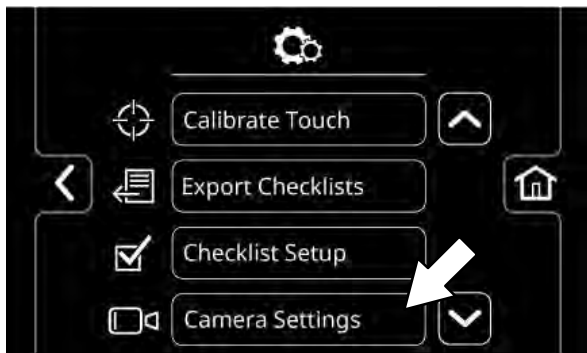 Calibrate Touch
Export Checklists
Checklist Setup
Camera Settings